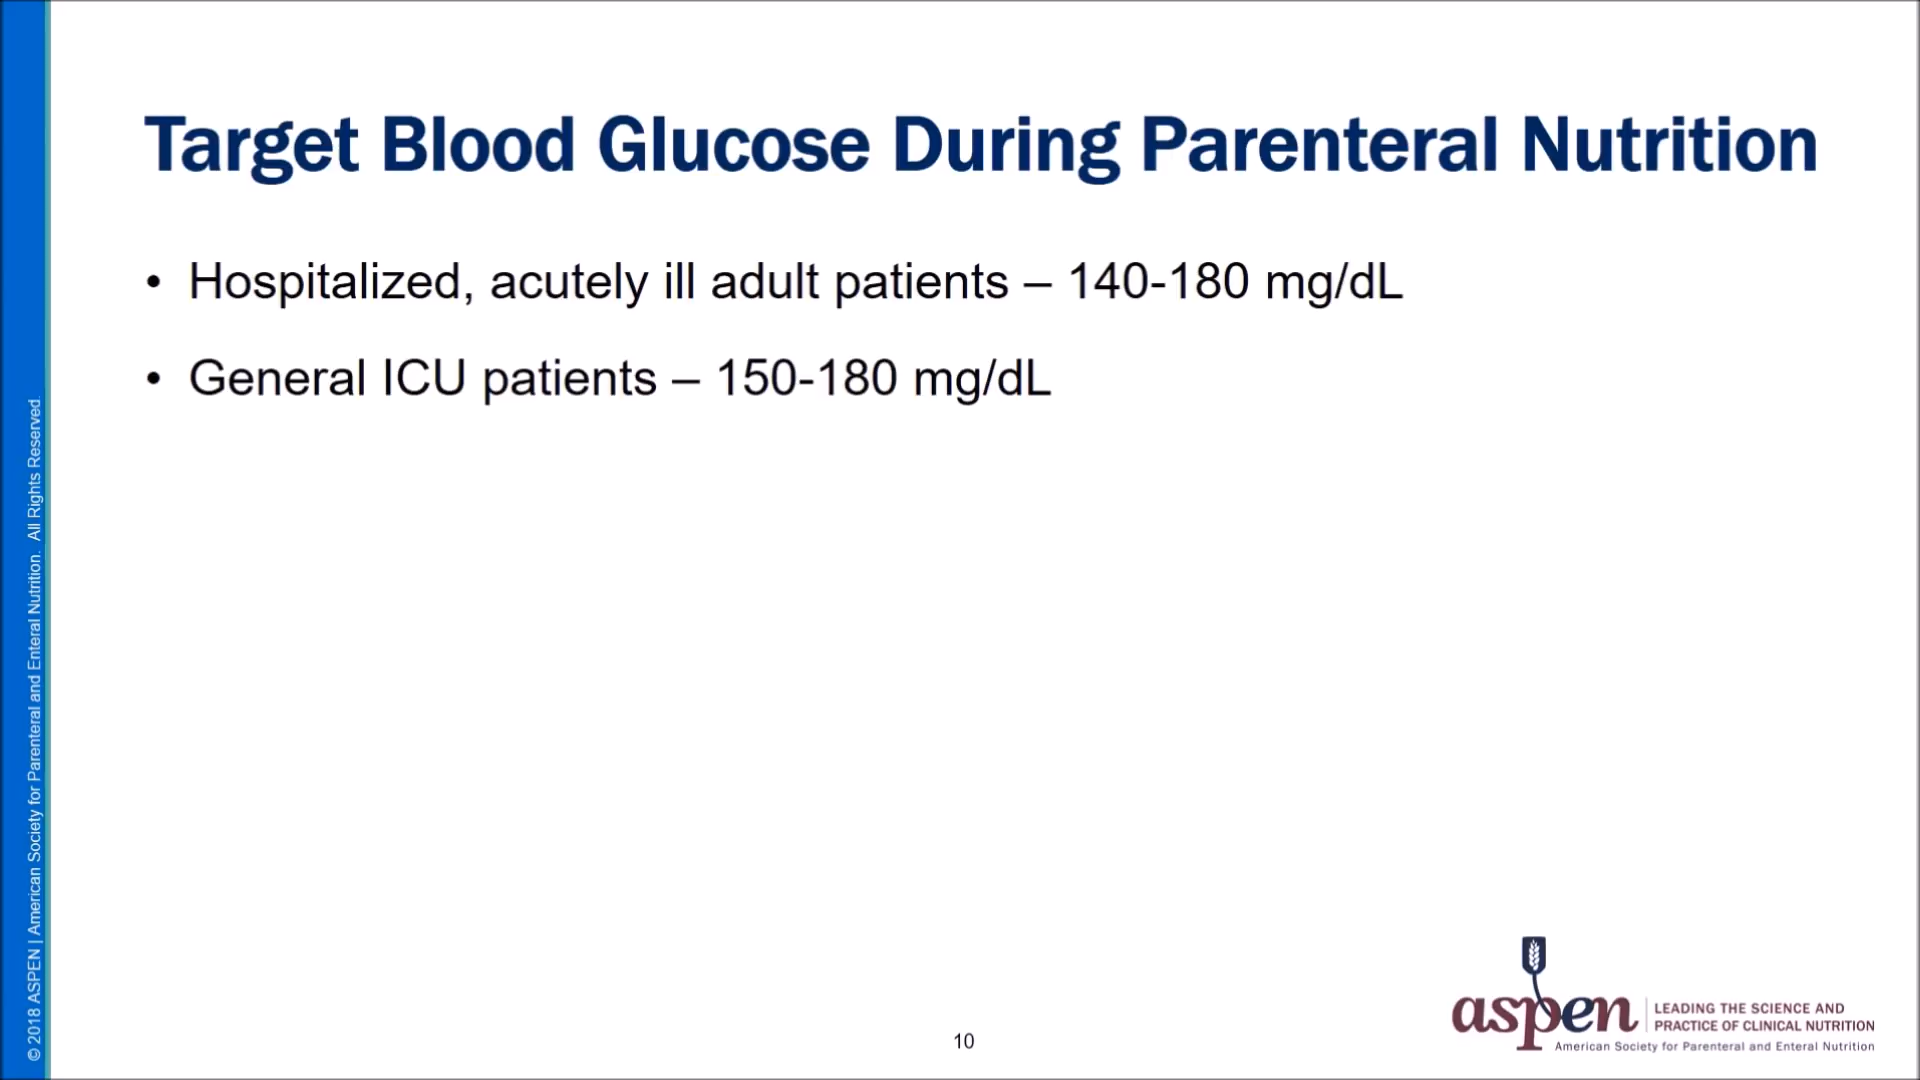 Target Blood Glucose During Parenteral Nutrition
• Hospitalized, acutely ill adult patients – 140-180 mg/dL
• General ICU patients – 150-180 mg/dL
© 2018 ASPEN | American Society for Parenteral and Enteral Nutrition. All Rights Reserved.
10
aspen
LEADING THE SCIENCE AND
PRACTICE OF CLINICAL NUTRITION
American Society for Parenteral and Enteral Nutrition